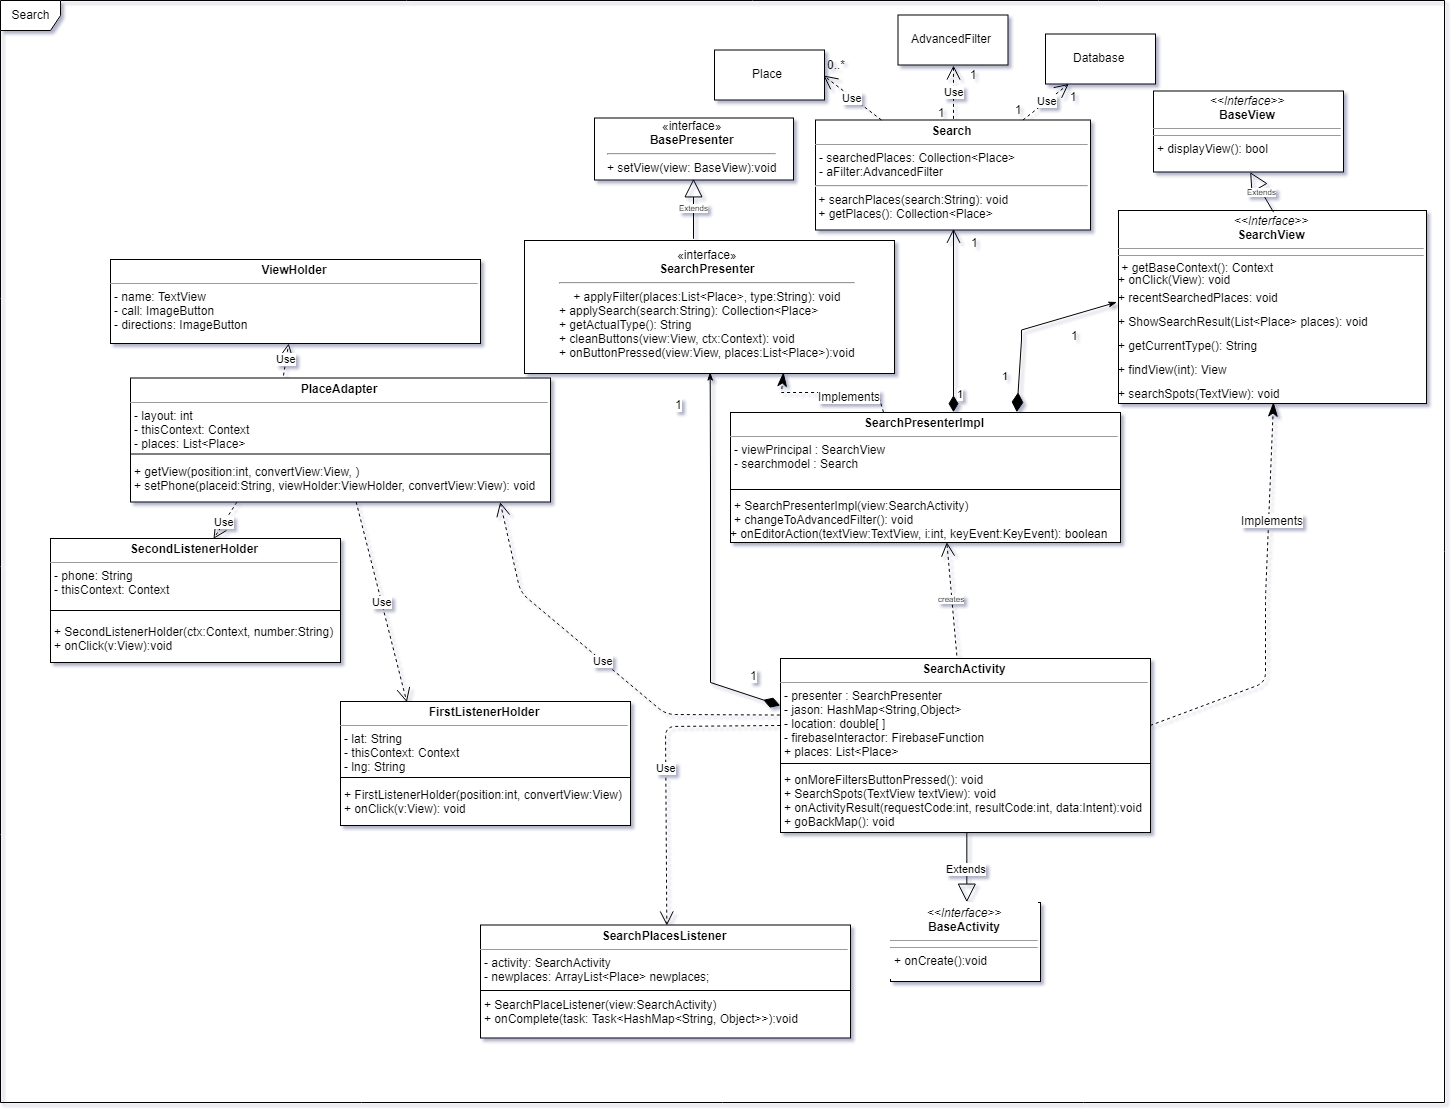 Search
AdvancedFilter
Place
0..*
Database
1
Use
Use
Use
1
1
1
1
«interface»
BasePresenter
+ setView(view: BaseView):void
Search
- searchedPlaces: Collection<Place>
- aFilter:AdvancedFilter
+ searchPlaces(search:String): void
+ getPlaces(): Collection<Place>
<<Interface>>
BaseView
+ displayView(): bool
Extends
Extends
<<Interface>>
SearchView
+ getBaseContext(): Context
+ onClick(View): void
+ recentSearchedPlaces: void
+ ShowSearchResult(List<Place> places): void
+ getCurrentType(): String
+ findView(int): View
+ searchSpots(TextView): void
«interface»
SearchPresenter
+ applyFilter(places:List<Place>, type:String): void
+ applySearch(search:String): Collection<Place>
+ getActualType(): String
+ cleanButtons(view:View, ctx:Context): void
+ onButtonPressed(view:View, places:List<Place>):void
1
1
1
1
ViewHolder
- name: TextView
- call: ImageButton
- directions: ImageButton
Use
PlaceAdapter
- layout: int
- thisContext: Context
- places: List<Place>
+ getView(position:int, convertView:View, )
+ setPhone(placeid:String, viewHolder:ViewHolder, convertView:View): void
1
Implements
SearchPresenterImpl
- viewPrincipal : SearchView
- searchmodel : Search
+ SearchPresenterImpl(view:SearchActivity)
+ changeToAdvancedFilter(): void
+ onEditorAction(textView:TextView, i:int, keyEvent:KeyEvent): boolean
Implements
Use
SecondListenerHolder
- phone: String
- thisContext: Context
+ SecondListenerHolder(ctx:Context, number:String)
+ onClick(v:View):void
Use
creates
Use
1
SearchActivity
- presenter : SearchPresenter
- jason: HashMap<String,Object>
- location: double[ ]
- firebaseInteractor: FirebaseFunction
+ places: List<Place>
+ onMoreFiltersButtonPressed(): void
+ SearchSpots(TextView textView): void
+ onActivityResult(requestCode:int, resultCode:int, data:Intent):void
+ goBackMap(): void
FirstListenerHolder
- lat: String
- thisContext: Context
- lng: String
+ FirstListenerHolder(position:int, convertView:View)
+ onClick(v:View): void
Use
Extends
<<Interface>>
BaseActivity
+ onCreate():void
SearchPlacesListener
- activity: SearchActivity
- newplaces: ArrayList<Place> newplaces;
+ SearchPlaceListener(view:SearchActivity)
+ onComplete(task: Task<HashMap<String, Object>>):void